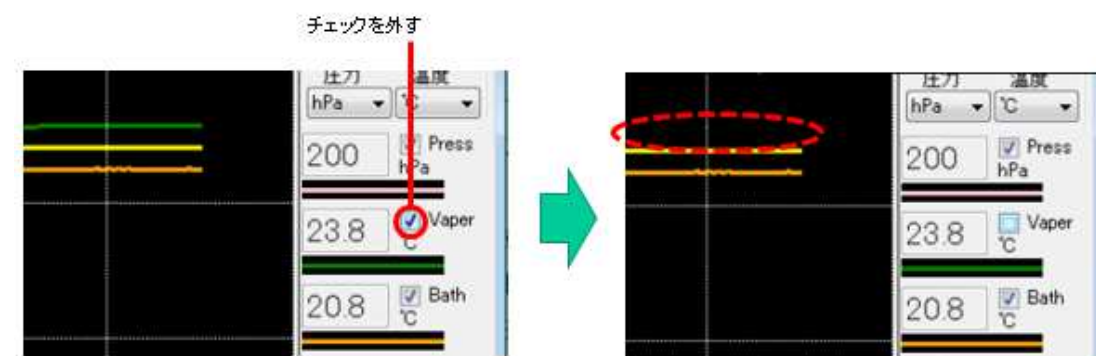 チェックを外す
圧力 温度
hPa ℃
200 Press
hPa
23.8 Vaper
℃
20.8 Bath
℃
圧力 温度
hPa ℃
200 Press
hPa
23.8 Vaper
℃
20.8 Bath
℃